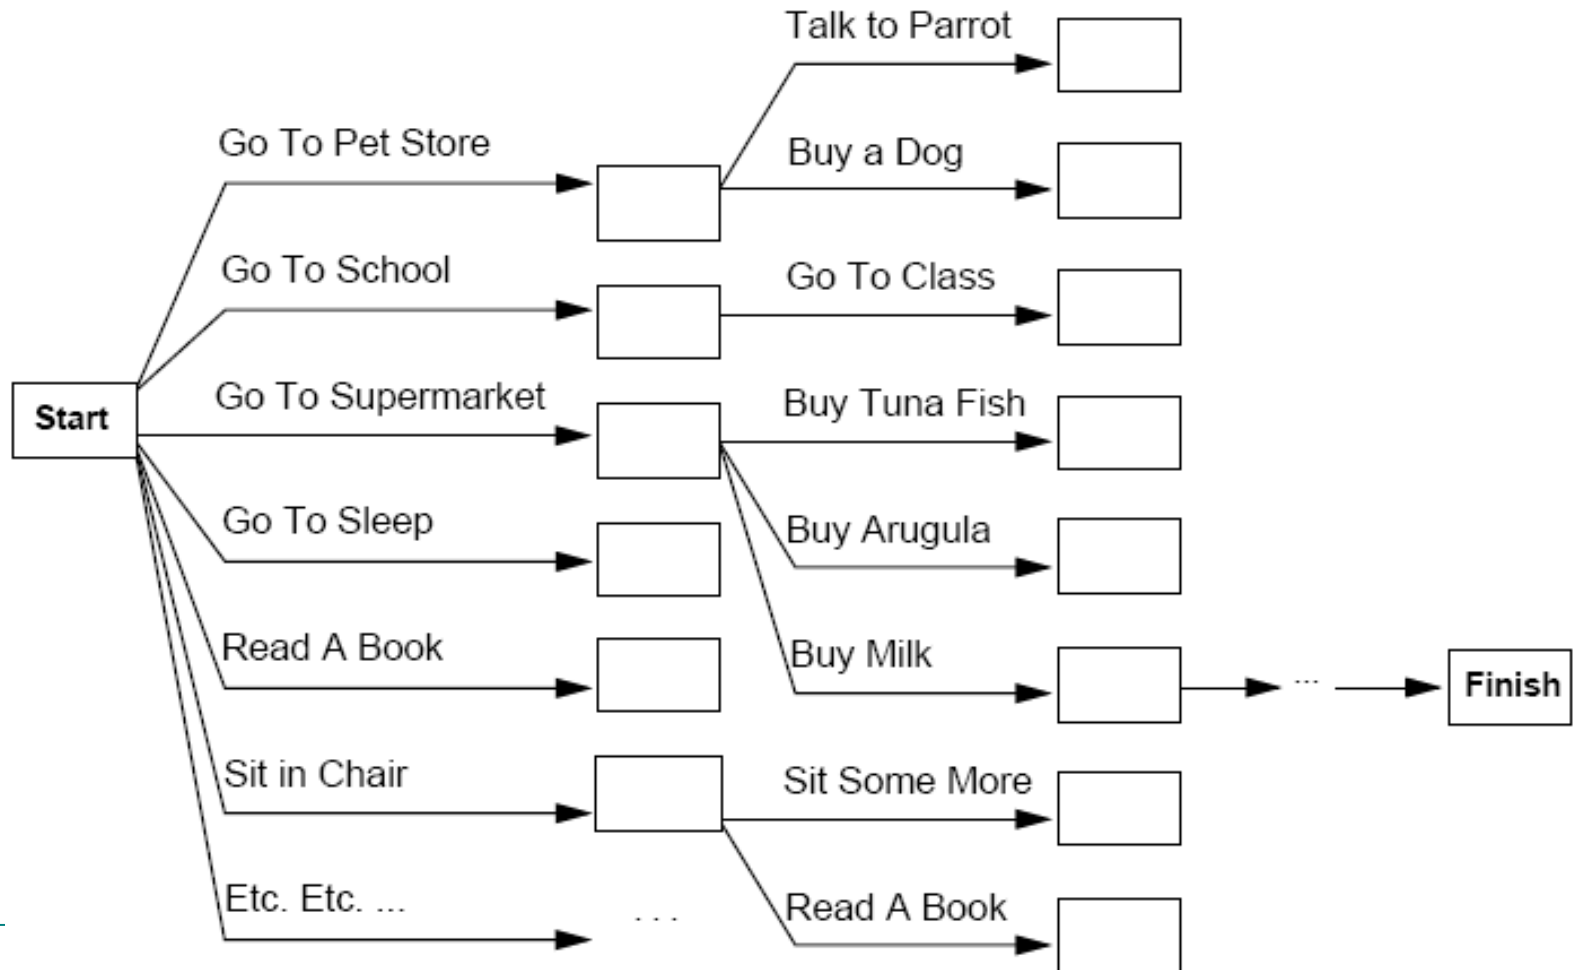 Talk to Parrot
Go To Pet Store
Buy a Dog
Go To School
Go To Class
Go To Supermarket
Buy Tuna Fish
Start
Go To Sleep
Buy Arugula
Read A Book
Buy Milk
...
Finish
Sit in Chair
Sit Some More
Etc. Etc. ...
. . .
Read A Book